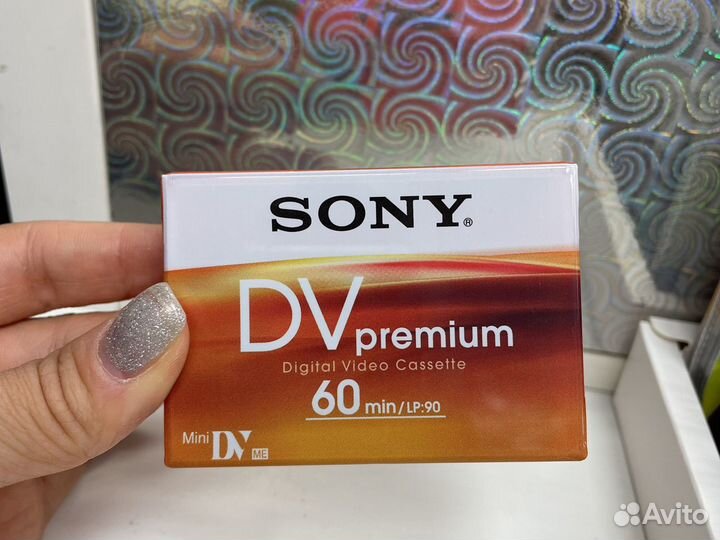 SONY®
DV premium
Digital Video Cassette
60 min/LP:90
Mini DV ME
Avito